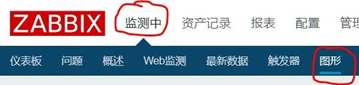 ZABBIX 监测中 资产记录 报表 配置
仪表板 问题 概述 Web监测 最新数据 触发器 图形